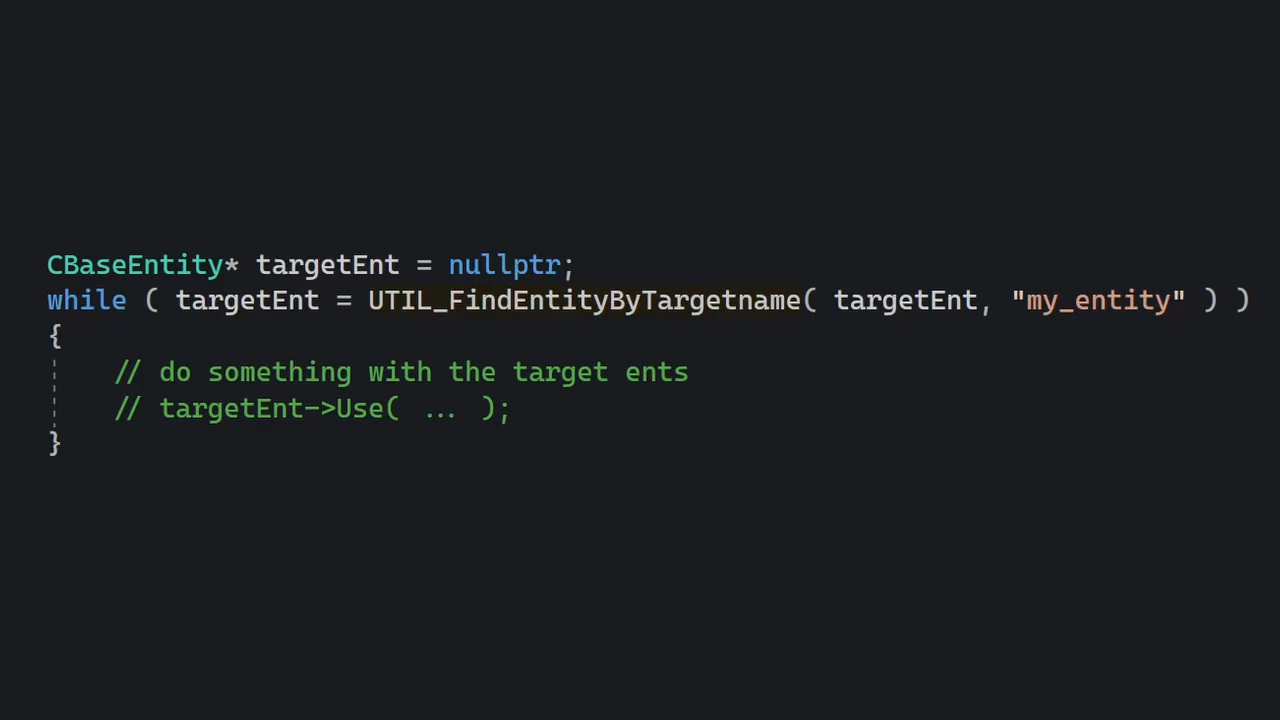 CBaseEntity* targetEnt = nullptr;
while ( targetEnt = UTIL_FindEntityByTargetname( targetEnt, "my_entity" ) )
{
// do something with the target ents
// targetEnt->Use( ... );
}